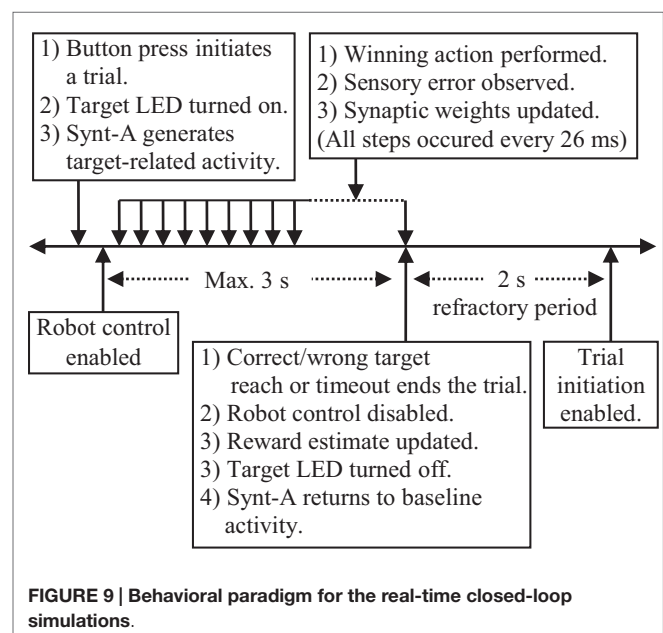 1) Button press initiates
a trial.
2) Target LED turned on.
3) Synt-A generates
target-related activity.
1) Winning action performed.
2) Sensory error observed.
3) Synaptic weights updated.
(All steps occured every 26 ms)
Max. 3 s
2 s
refractory period
Robot control
enabled
1) Correct/wrong target
reach or timeout ends the trial.
2) Robot control disabled.
3) Reward estimate updated.
3) Target LED turned off.
4) Synt-A returns to baseline
activity.
Trial
initiation
enabled.
FIGURE 9 | Behavioral paradigm for the real-time closed-loop
simulations.